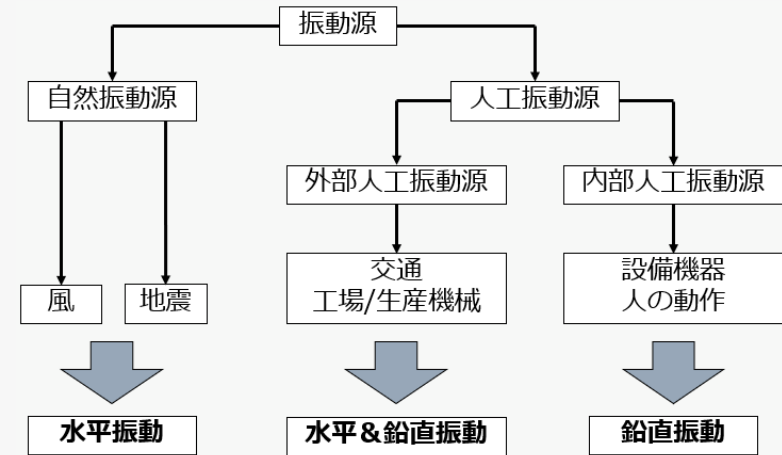 振動源
自然振動源
人工振動源
外部人工振動源
内部人工振動源
風
地震
交通
工場/生産機械
設備機器
人の動作
水平振動
水平＆鉛直振動
鉛直振動